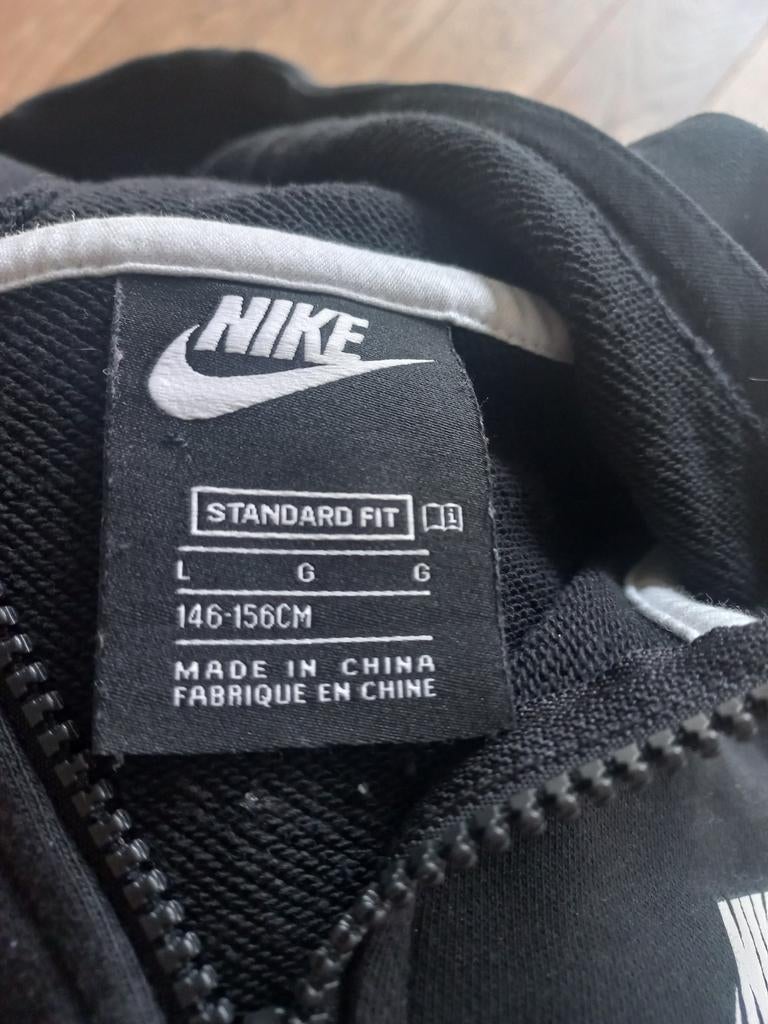 NIKE
STANDARD FIT
L G G
146-156CM
MADE IN CHINA
FABRIQUE EN CHINE